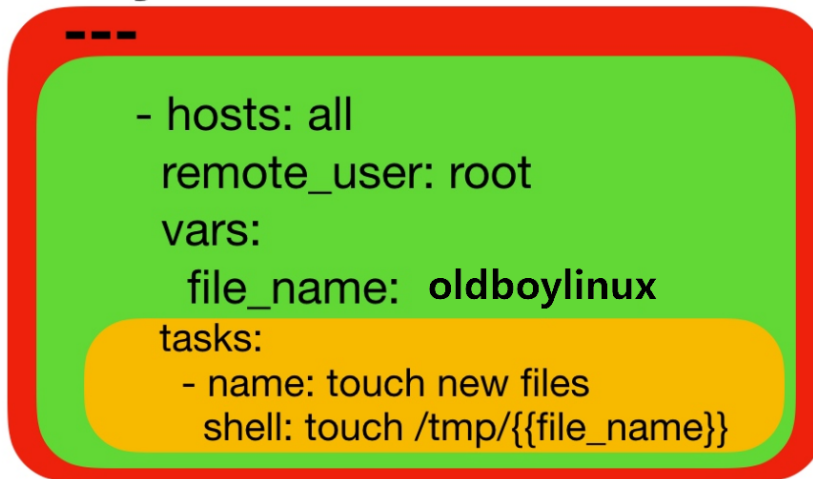 ---
- hosts: all
remote_user: root
vars:
file_name: oldboylinux
tasks:
- name: touch new files
shell: touch /tmp/{{file_name}}